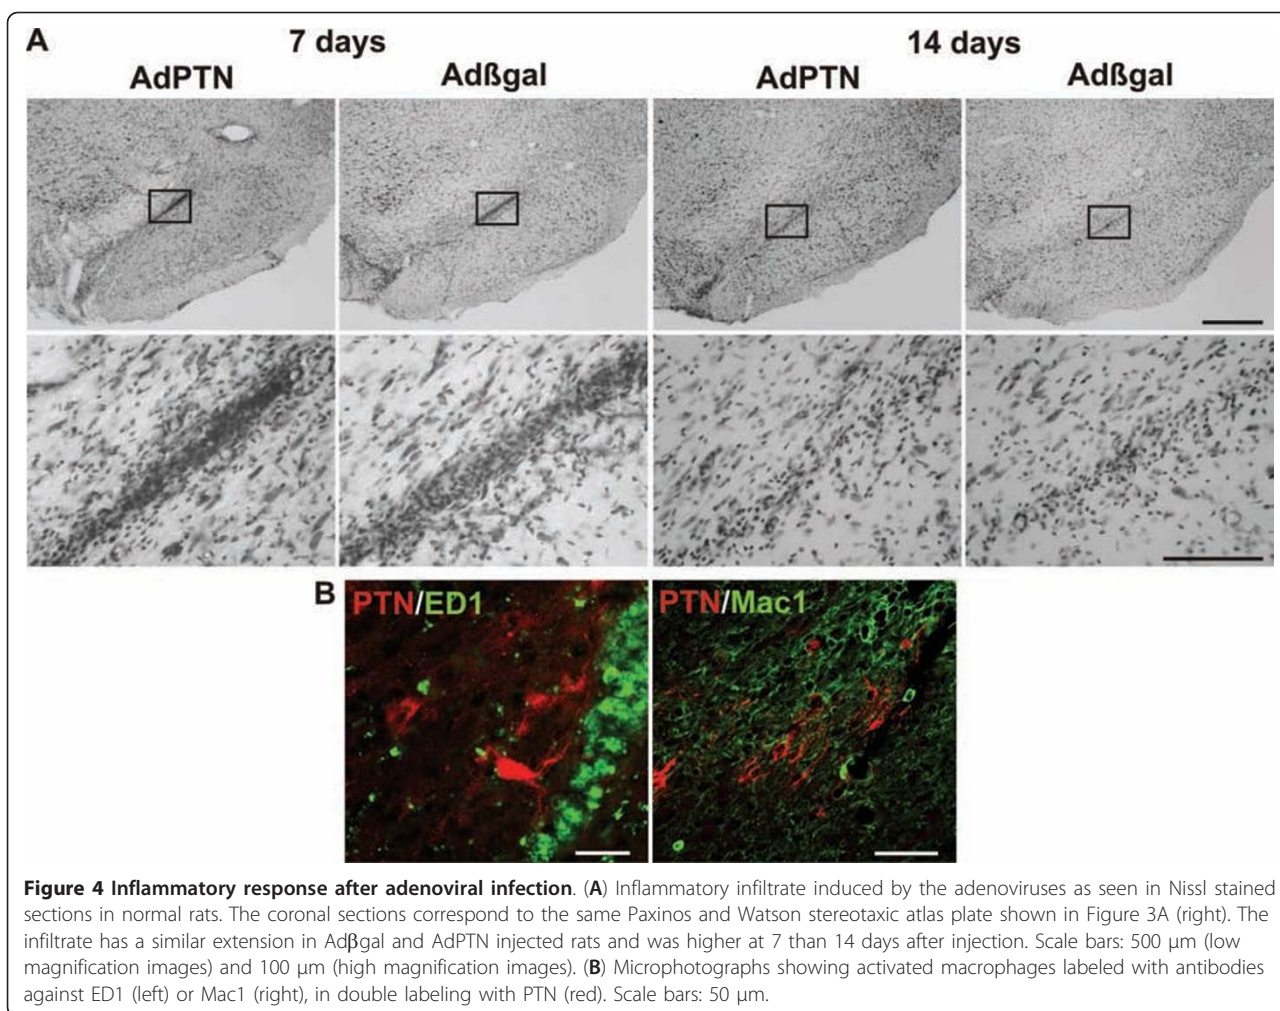 A
7 days
14 days
AdPTN
Adßgal
AdPTN
Adßgal
B
PTN/ED1
PTN/Mac1
Figure 4 Inflammatory response after adenoviral infection. (A) Inflammatory infiltrate induced by the adenoviruses as seen in Nissl stained
sections in normal rats. The coronal sections correspond to the same Paxinos and Watson stereotaxic atlas plate shown in Figure 3A (right). The
infiltrate has a similar extension in Adβgal and AdPTN injected rats and was higher at 7 than 14 days after injection. Scale bars: 500 μm (low
magnification images) and 100 μm (high magnification images). (B) Microphotographs showing activated macrophages labeled with antibodies
against ED1 (left) or Mac1 (right), in double labeling with PTN (red). Scale bars: 50 μm.